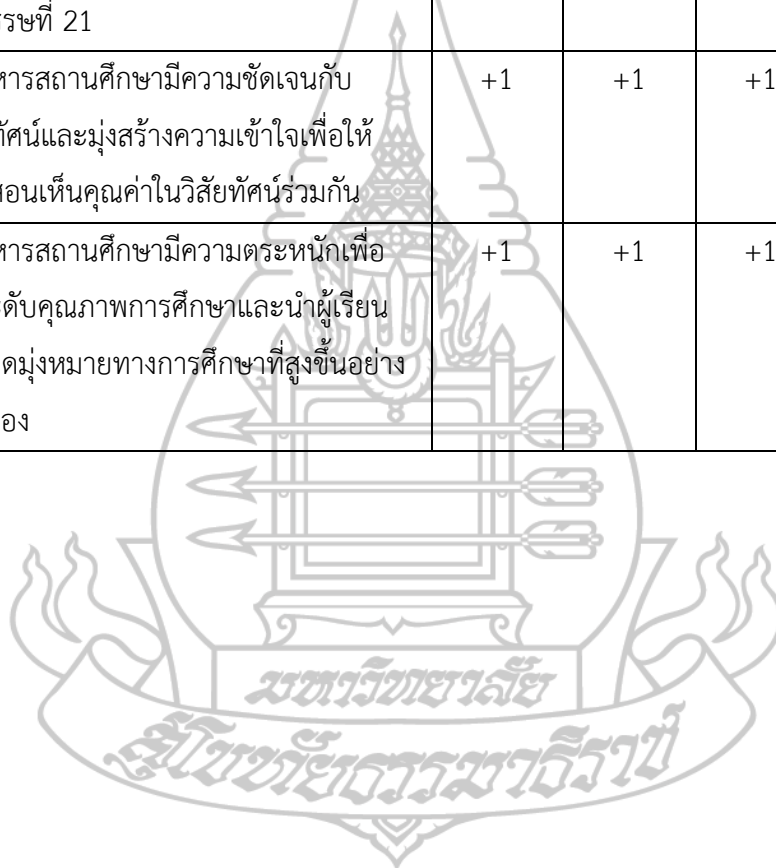 รรษที่ 21
หารสถานศึกษามีความชัดเจนกับ +1 +1 +1
ทัศน์และมุ่งสร้างความเข้าใจเพื่อให้
สอนเห็นคุณค่าในวิสัยทัศน์ร่วมกัน
หารสถานศึกษามีความตระหนักเพื่อ +1 +1 +1
ะดับคุณภาพการศึกษาและนำผู้เรียน
ดมุ่งหมายทางการศึกษาที่สูงขึ้นอย่าง
อง
มหาวิทยาลัย
สุโขทัยธรรมาธิราช